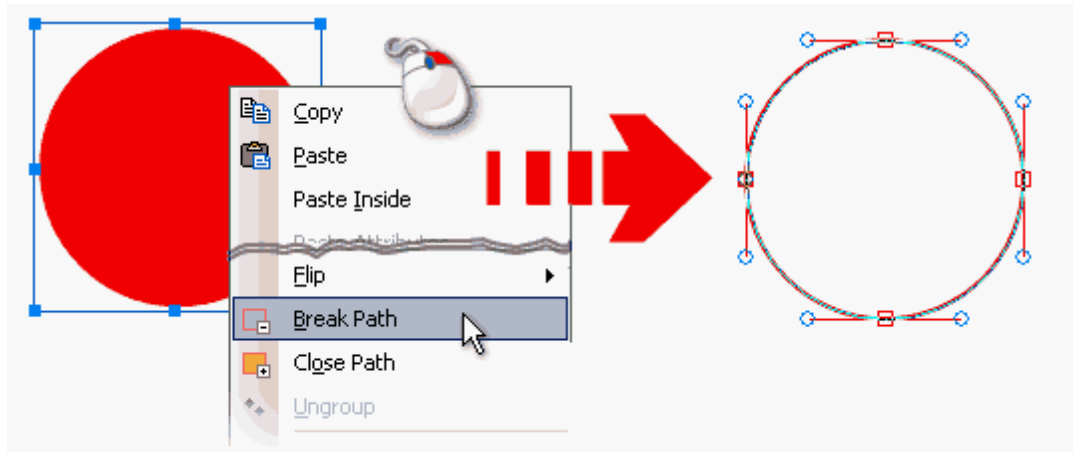 Copy
Paste
Paste Inside
Flip
Break Path
Close Path
Ungroup